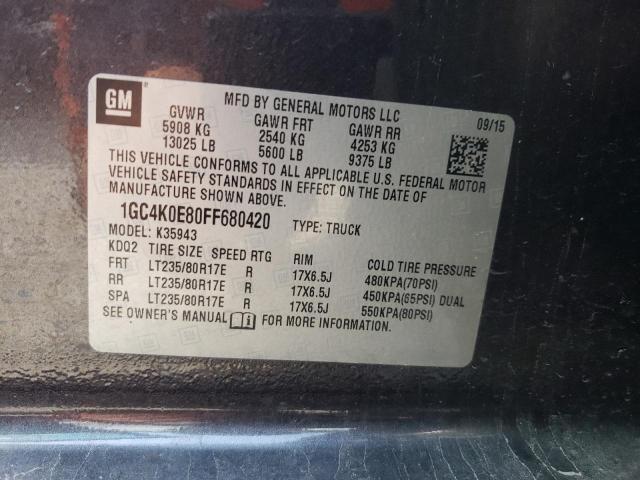 GM
MFD BY GENERAL MOTORS LLC
09/15
GVWR GAWR FRT GAWR RR
5908 KG 2540 KG 4253 KG
13025 LB 5600 LB 9375 LB
THIS VEHICLE CONFORMS TO ALL APPLICABLE U.S. FEDERAL MOTOR
VEHICLE SAFETY STANDARDS IN EFFECT ON THE DATE OF
MANUFACTURE SHOWN ABOVE.
1GC4K0E80FF680420 TYPE: TRUCK
MODEL: K35943
KDQ2 TIRE SIZE SPEED RTG RIM COLD TIRE PRESSURE
FRT LT235/80R17E R 17X6.5J 480KPA(70PSI)
RR LT235/80R17E R 17X6.5J 450KPA(65PSI) DUAL
SPA LT235/80R17E R 17X6.5J 550KPA(80PSI)
SEE OWNER'S MANUAL i FOR MORE INFORMATION.